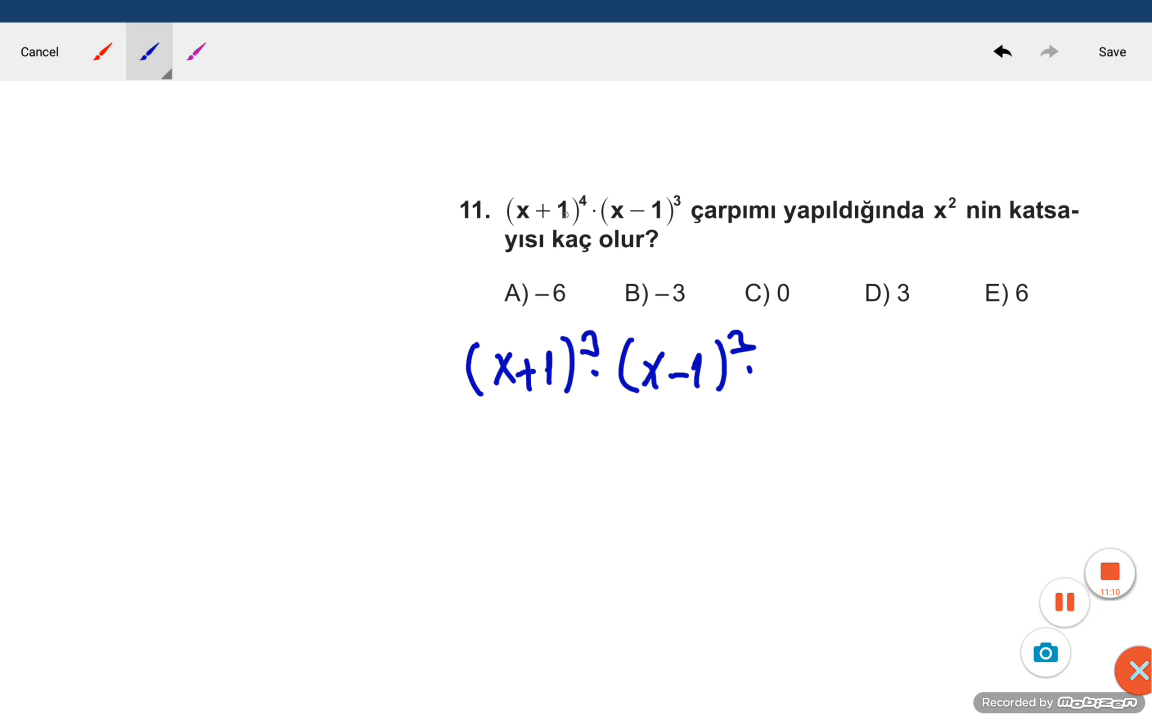 Cancel
Save
11. (x + 1)⁴ · (x − 1)³ çarpımı yapıldığında x² nin katsa-
yısı kaç olur?
A) −6 B) −3 C) 0 D) 3 E) 6
(x+1)³ · (x−1)³ ·
11:10
Recorded by mobizen